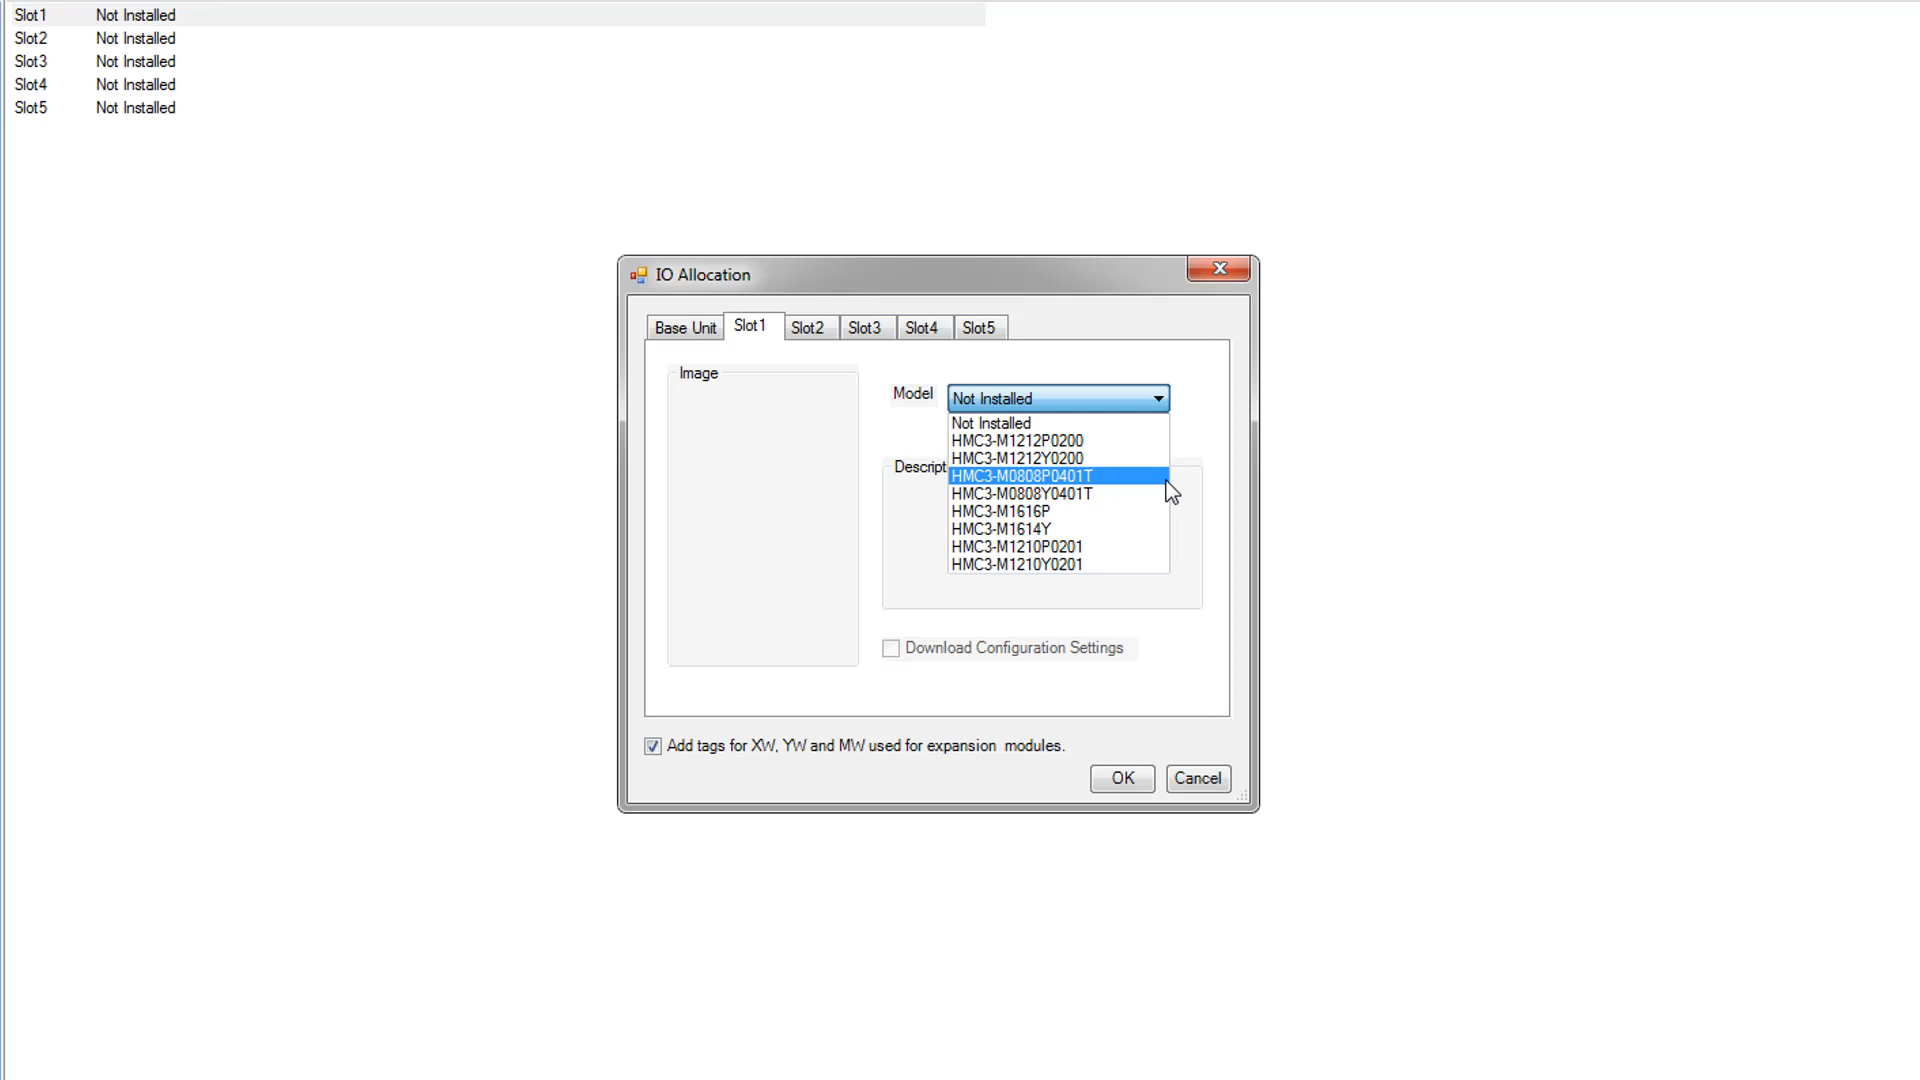 Slot1 Not Installed
Slot2 Not Installed
Slot3 Not Installed
Slot4 Not Installed
Slot5 Not Installed
IO Allocation
Base Unit Slot1 Slot2 Slot3 Slot4 Slot5
Image
Model Not Installed
Not Installed
HMC3-M1212P0200
HMC3-M1212Y0200
Descript
HMC3-M0808P0401T
HMC3-M0808Y0401T
HMC3-M1616P
HMC3-M1614Y
HMC3-M1210P0201
HMC3-M1210Y0201
Download Configuration Settings
Add tags for XW, YW and MW used for expansion modules.
OK Cancel